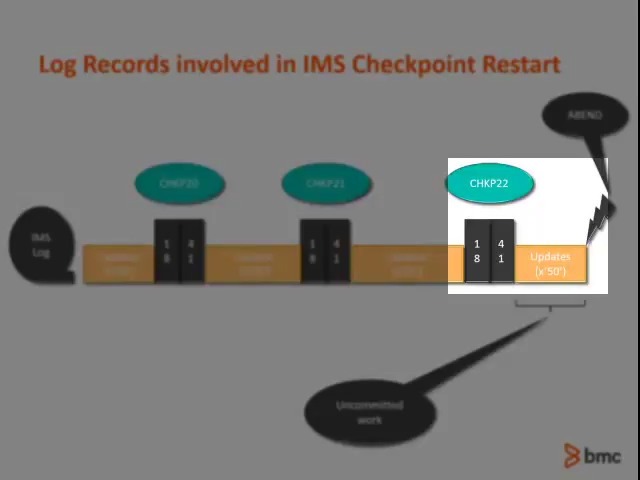 Log Records involved in IMS Checkpoint Restart
ABEND
CHKP20
CHKP21
CHKP22
IMS
Log
1
8
4
1
1
8
4
1
1
8
4
1
Updates
(x'50')
Uncommitted
work
bmc